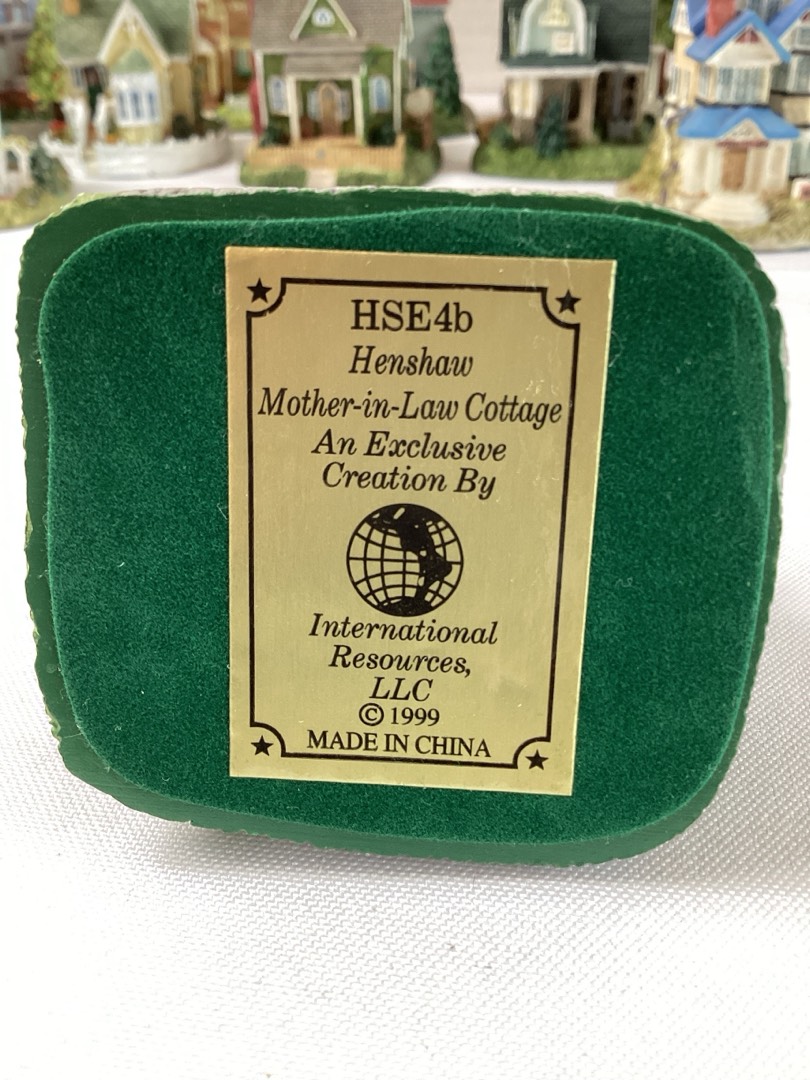 HSE4b
Henshaw
Mother-in-Law Cottage
An Exclusive
Creation By
International
Resources,
LLC
© 1999
MADE IN CHINA